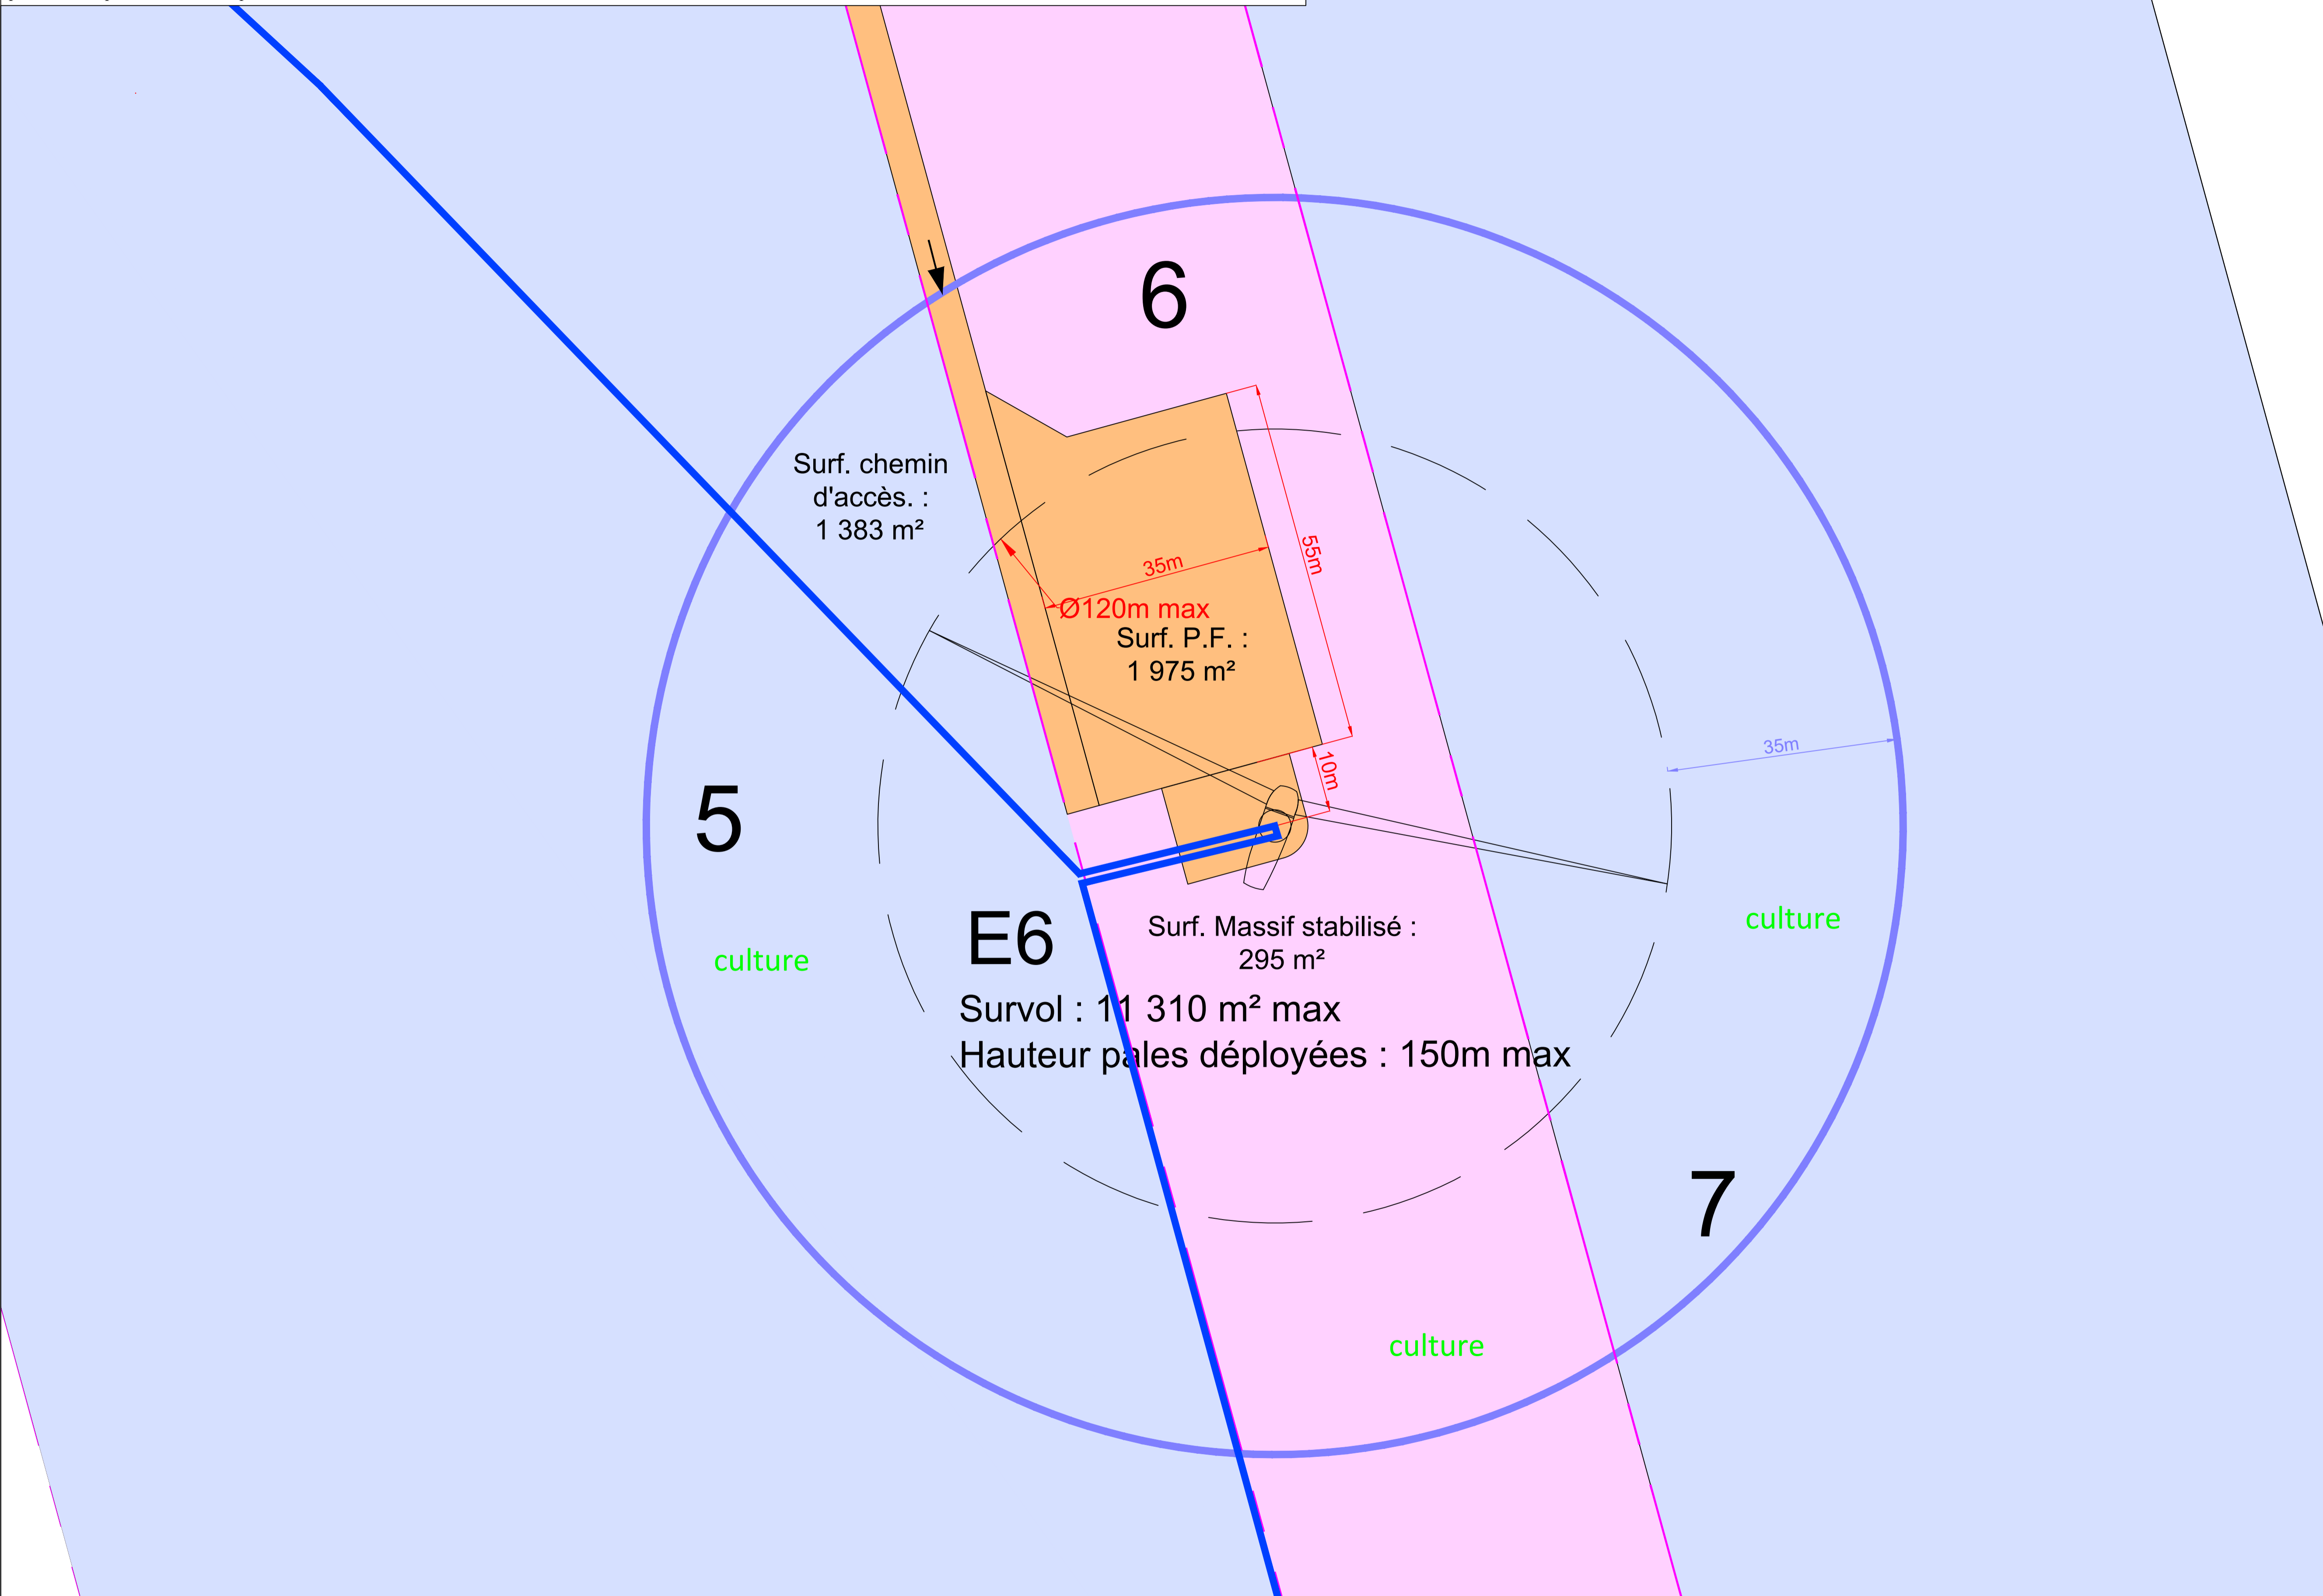 6
Surf. chemin
d'accès. :
1 383 m²
55m
35m
Ø120m max
Surf. P.F. :
1 975 m²
10m
35m
5
E6
culture
culture
Surf. Massif stabilisé :
295 m²
Survol : 11 310 m² max
Hauteur pales déployées : 150m max
7
culture